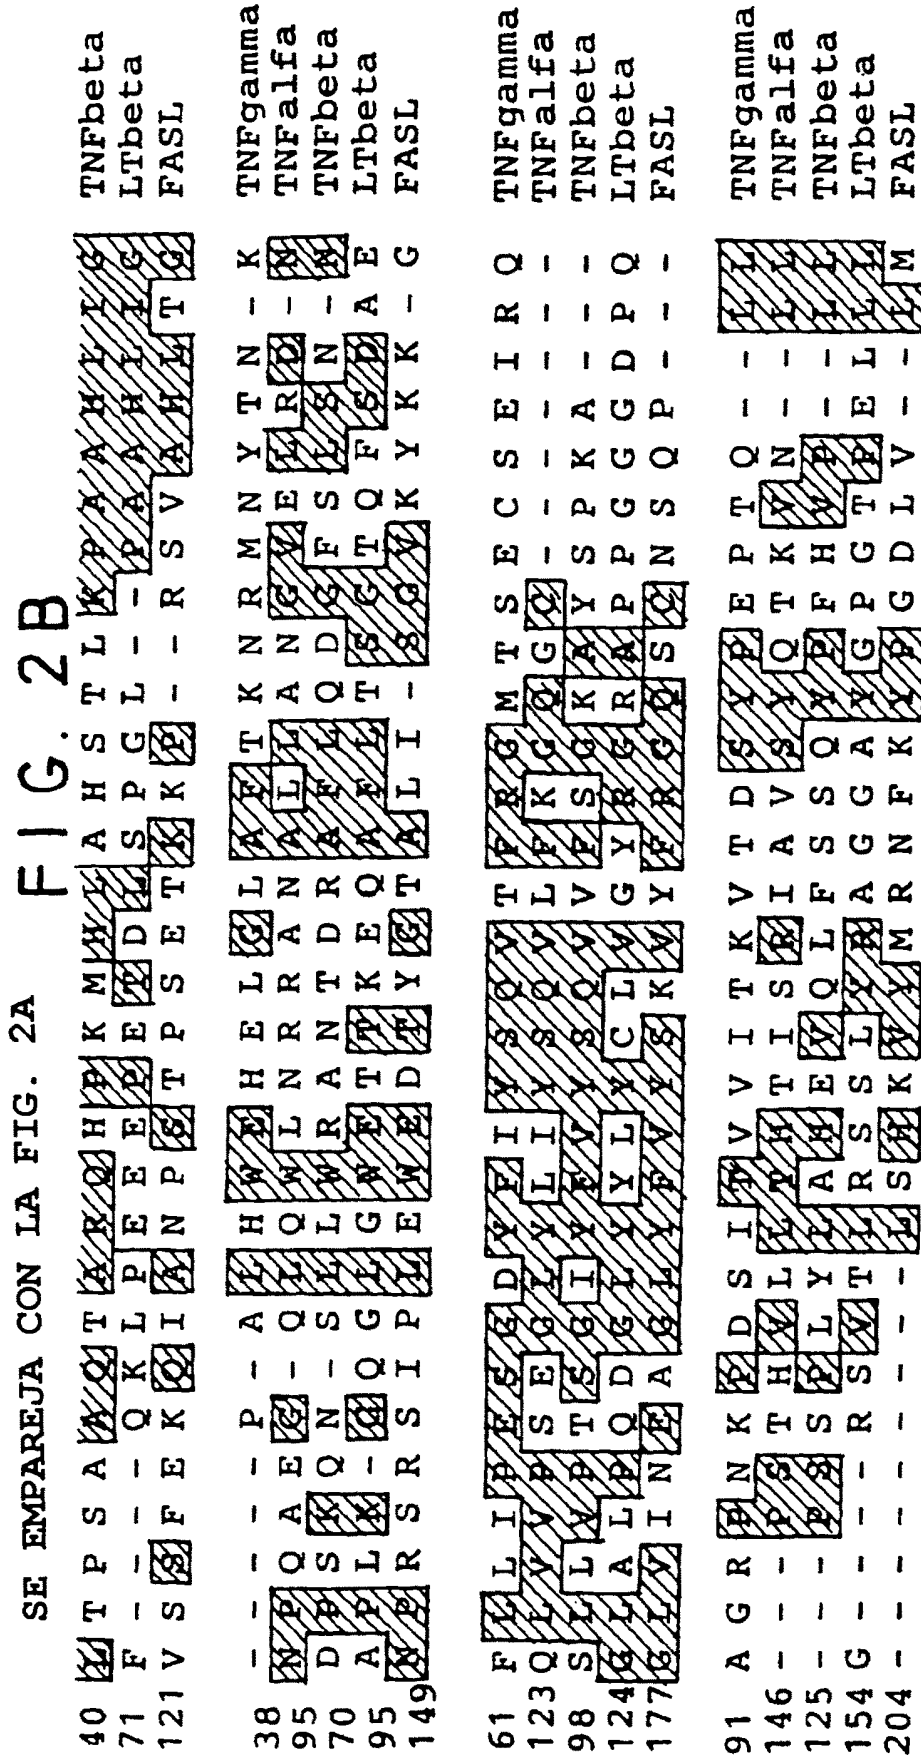 SE EMPAREJA CON LA FIG. 2A
FIG. 2B
40 L T P S A A Q T A R Q H P K M H L A H S T L K P A A H L I G TNFbeta
71 F - - - - Q K L P E E E P E T D L S P G L - - P A A H L I G LTbeta
121 V S S F E K Q I A N P S T P S E T K K P - - R S V A H L T G FASL
38 - - - - - P - A L H W E H E L G L A F T K N R M N Y T N - K TNFgamma
95 N P Q A E G - Q L Q W L N R R A N A L L A N G V E L R D - N TNFalfa
70 D P S K Q N - S L L W R A N T D R A F L Q D G F S L S N - N TNFbeta
95 A P L K - Q Q G L G W E T T K E Q A F L T S G T Q F S D A E LTbeta
149 N P R S R S I P L E W E D T Y G T A L I - S G V K Y K K - G FASL
61 F L L I P E S G D Y F I Y S Q V T F R G M T S E C S E I R Q TNFgamma
123 Q L V V P S E G L Y L I Y S Q V L F K G Q G C - - - - - - - TNFalfa
98 S L L V P T S G I Y F V Y S Q V V F S G K A Y S P K A - - - TNFbeta
124 G L A L P Q D G L Y Y L Y C L V G Y R G R A P P G G G D P Q LTbeta
177 G L V I N E A G L Y F V Y S K V Y F R G Q S C N S Q P - - - FASL
91 A G R P N K P D S I T V V I T K V T D S Y P E P T Q - - L L TNFgamma
146 - - - P S T H V L L T H T I S R I A V S Y Q T K V N - - L L TNFalfa
125 - - - P S S P L Y L A H E V Q L F S S Q Y P F H V P - - L L TNFbeta
154 G - - - - R S V T L R S S L Y R A G G A Y G P G T P E L L L LTbeta
204 - - - - - - - - - L S H K V Y M R N F K Y P G D L V - - L M FASL